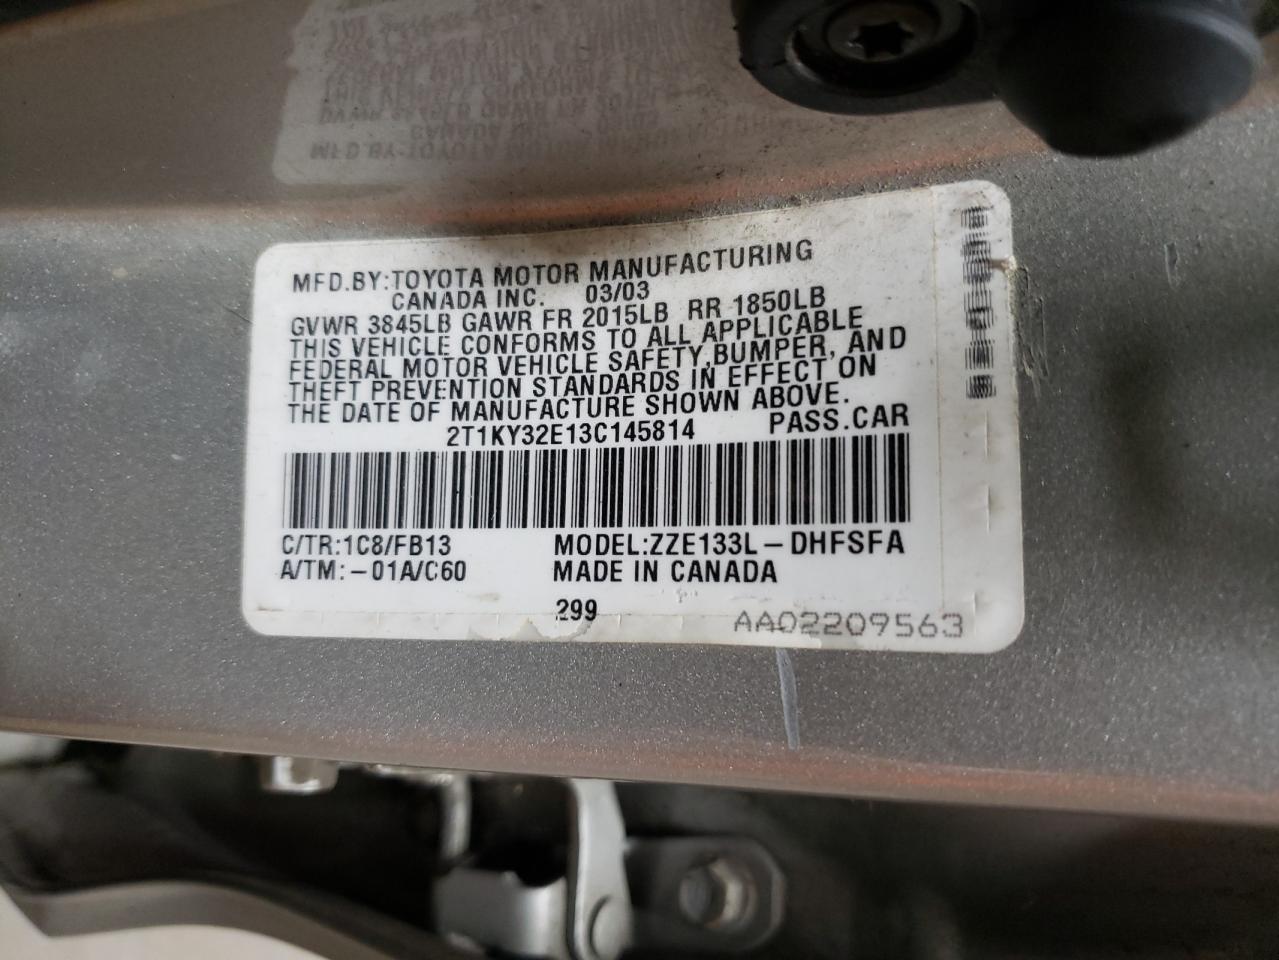 MFD.BY:TOYOTA MOTOR MANUFACTURING
CANADA INC. 03/03
GVWR 3845LB GAWR FR 2015LB RR 1850LB
THIS VEHICLE CONFORMS TO ALL APPLICABLE
FEDERAL MOTOR VEHICLE SAFETY,BUMPER, AND
THEFT PREVENTION STANDARDS IN EFFECT ON
THE DATE OF MANUFACTURE SHOWN ABOVE.
2T1KY32E13C145814 PASS.CAR
C/TR:1C8/FB13 MODEL:ZZE133L-DHFSFA
A/TM:-01A/C60 MADE IN CANADA
299
AA02209563